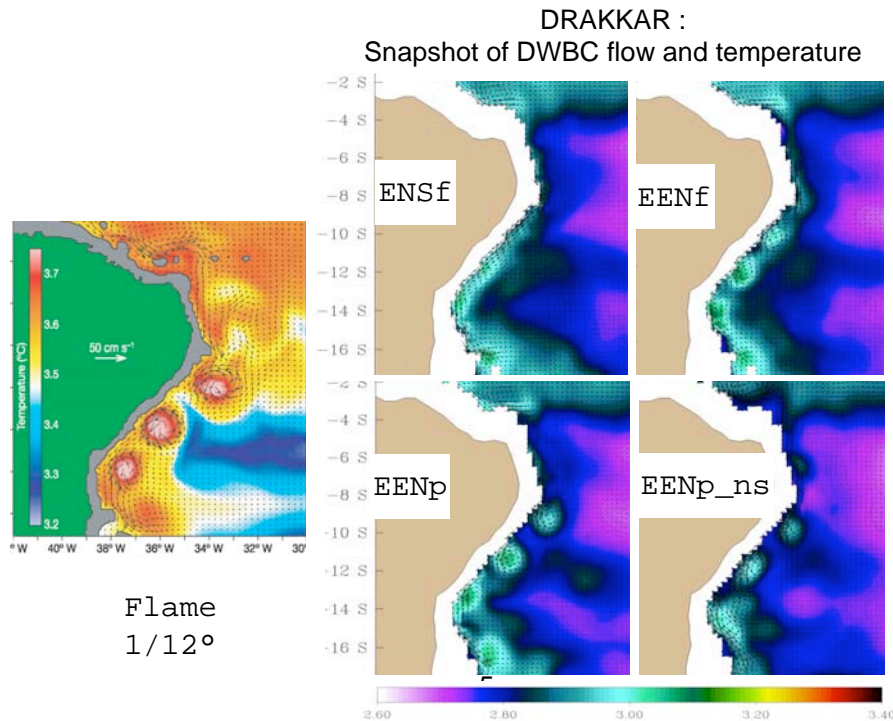 DRAKKAR :
Snapshot of DWBC flow and temperature
-2 S
-4 S
-6 S
-8 S
-10 S
-12 S
-14 S
-16 S
ENSf
EENf
-4 S
-6 S
-8 S
-10 S
-12 S
-14 S
-16 S
EENp
EENp_ns
2.60
2.80
3.00
3.20
3.40
Temperature (°C)
3.7
3.6
3.5
3.4
3.3
3.2
50 cm s⁻¹
° W
40° W
38° W
36° W
34° W
32° W
30°
Flame
1/12°